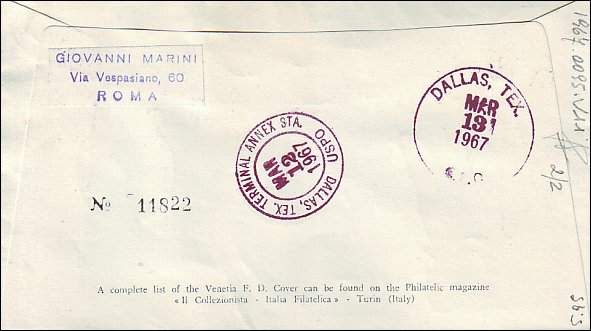 GIOVANNI MARINI
Via Vespasiano, 60
ROMA
DALLAS, TEX.
MAR
13
1967
DALLAS, TEX. TERMINAL ANNEX STA.
USPO
MAR
12
1967
№ 11822
2/2
A complete list of the Venetia F. D. Cover can be found on the Philatelic magazine
« Il Collezionista - Italia Filatelica » - Turin (Italy)